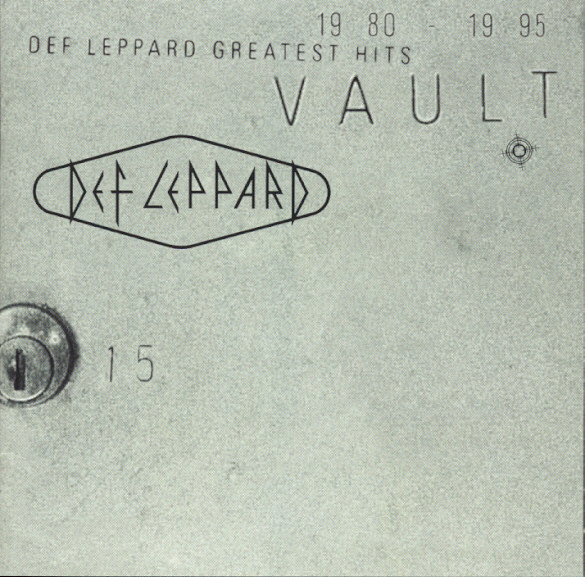 19 80 - 19 95
DEF LEPPARD GREATEST HITS
VAULT
DEF LEPPARD
15